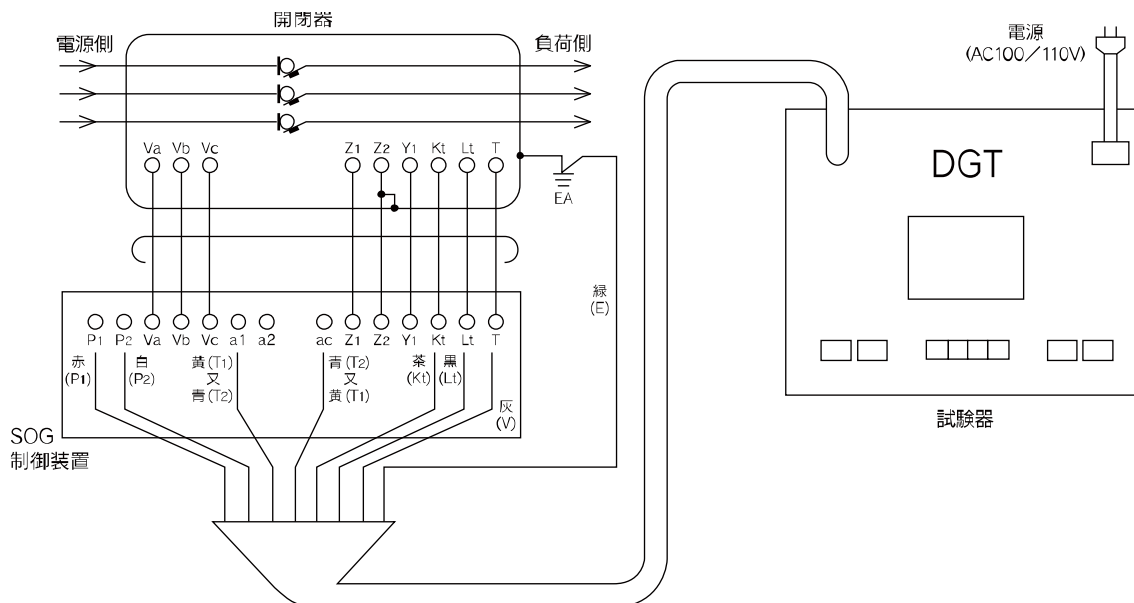 開閉器
電源側
負荷側
電源
(AC100／110V)
Va Vb Vc Z1 Z2 Y1 Kt Lt T
DGT
EA
緑
(E)
P1 P2 Va Vb Vc a1 a2 ac Z1 Z2 Y1 Kt Lt T
赤
(P1)
白
(P2)
黄(T1)
又
青(T2)
青(T2)
又
黄(T1)
茶
(Kt)
黒
(Lt)
灰
(V)
SOG
制御装置
試験器